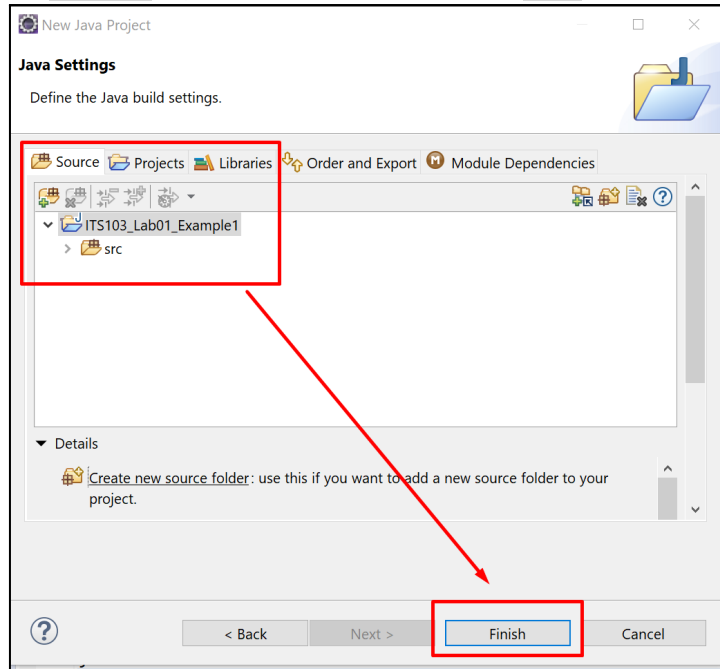 New Java Project
Java Settings
Define the Java build settings.
Source Projects Libraries Order and Export Module Dependencies
ITS103_Lab01_Example1
src
Details
Create new source folder: use this if you want to add a new source folder to your
project.
< Back Next > Finish Cancel